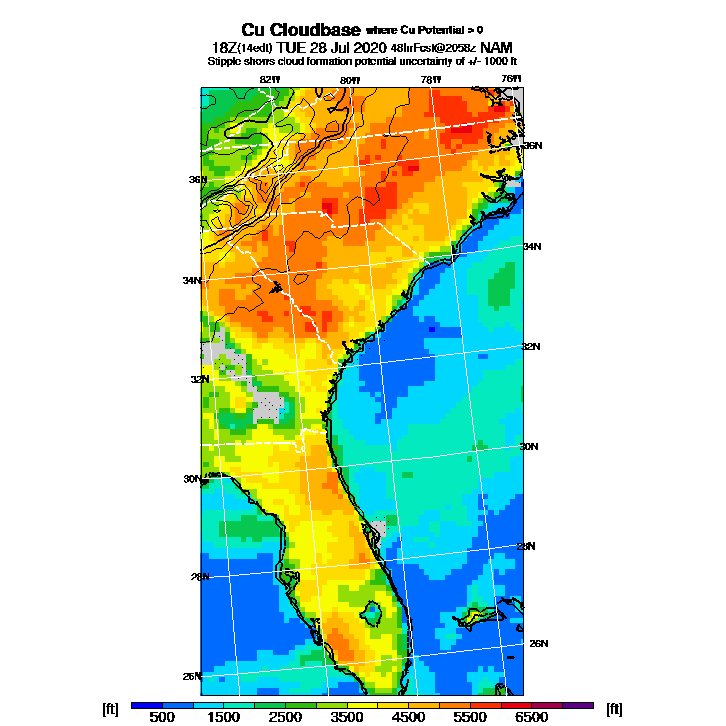 Cu Cloudbase where Cu Potential > 0
18Z(14edt) TUE 28 Jul 2020 48hrFcst@2058z NAM
Stipple shows cloud formation potential uncertainty of +/- 1000 ft
82W 80W 78W 76W
36N
36N
34N
34N
32N
32N
30N
30N
28N
28N
26N
26N
[ft] 500 1500 2500 3500 4500 5500 6500 [ft]